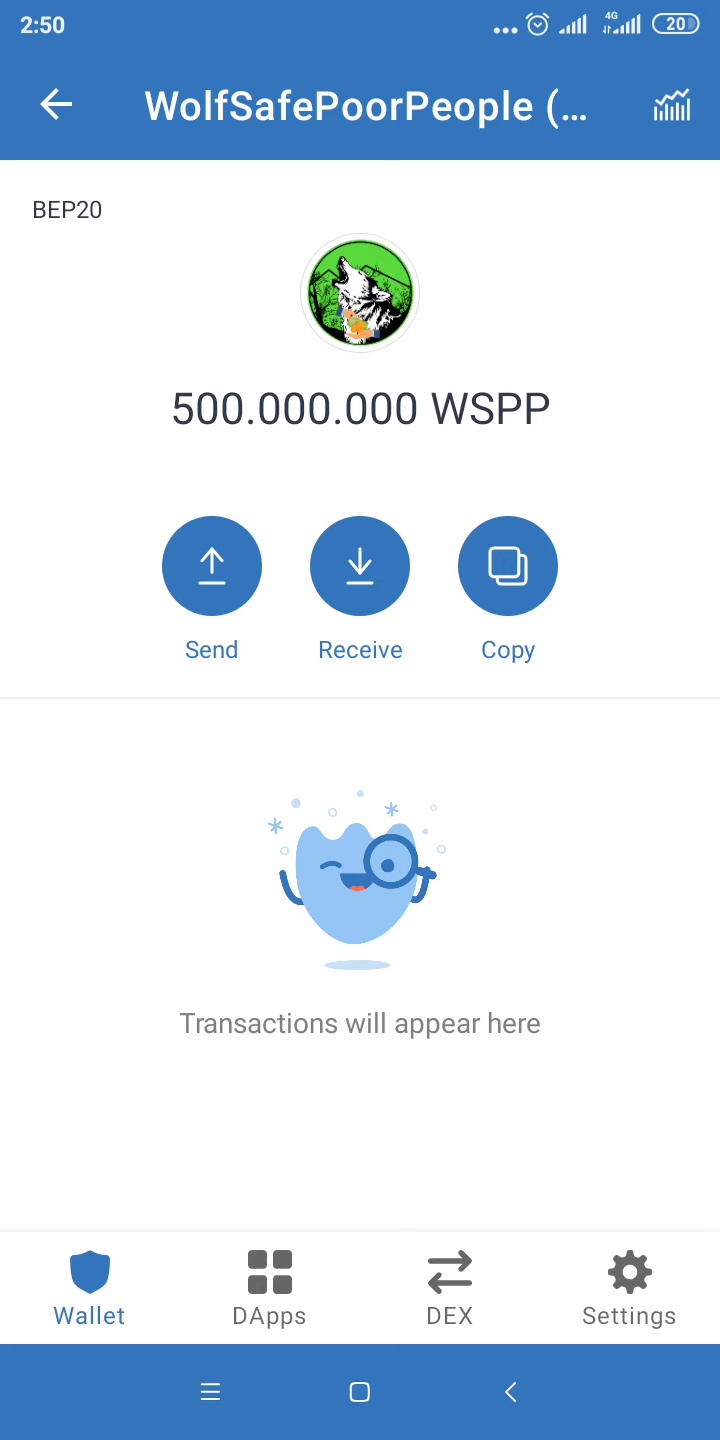 2:50
4G
20
WolfSafePoorPeople (...
BEP20
500.000.000 WSPP
Send
Receive
Copy
Transactions will appear here
Wallet
DApps
DEX
Settings